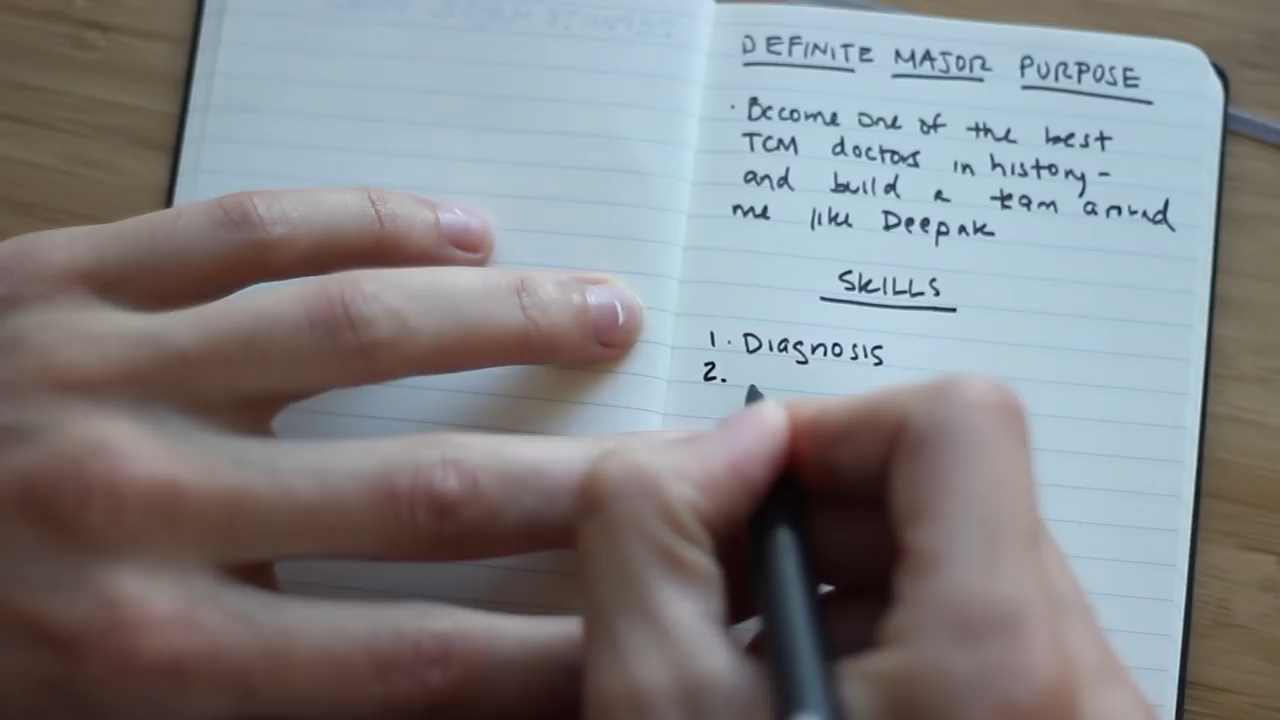 DEFINITE MAJOR PURPOSE
· Become one of the best
TCM doctors in history -
and build a team around
me like Deepak
SKILLS
1. Diagnosis
2.